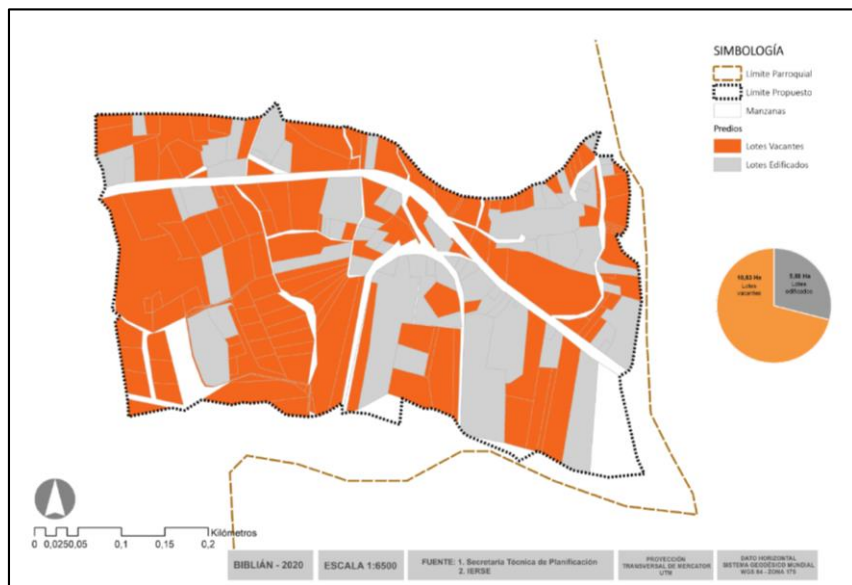 SIMBOLOGÍA
Límite Parroquial
Límite Propuesto
Manzanas
Predios
Lotes Vacantes
Lotes Edificados
Ha
Lotes
vacantes
Ha
Lotes
edificados
Kilómetros
0 0,0250,05 0,1 0,15 0,2
BIBLIÁN - 2020
ESCALA 1:6500
FUENTE: 1. Secretaría Técnica de Planificación
2. IERSE
PROYECCIÓN
TRANSVERSAL DE MERCATOR
UTM
DATO HORIZONTAL
SISTEMA GEODÉSICO MUNDIAL
WGS 84 - ZONA 17S